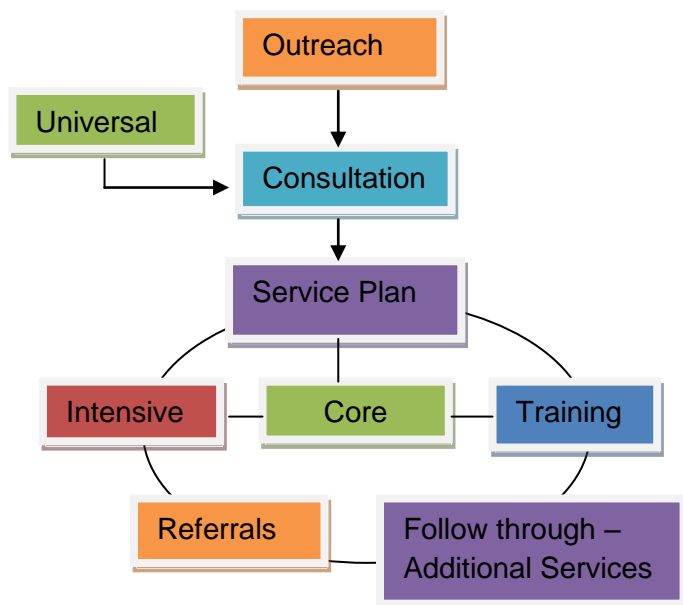 Outreach
Universal
Consultation
Service Plan
Intensive
Core
Training
Referrals
Follow through –
Additional Services